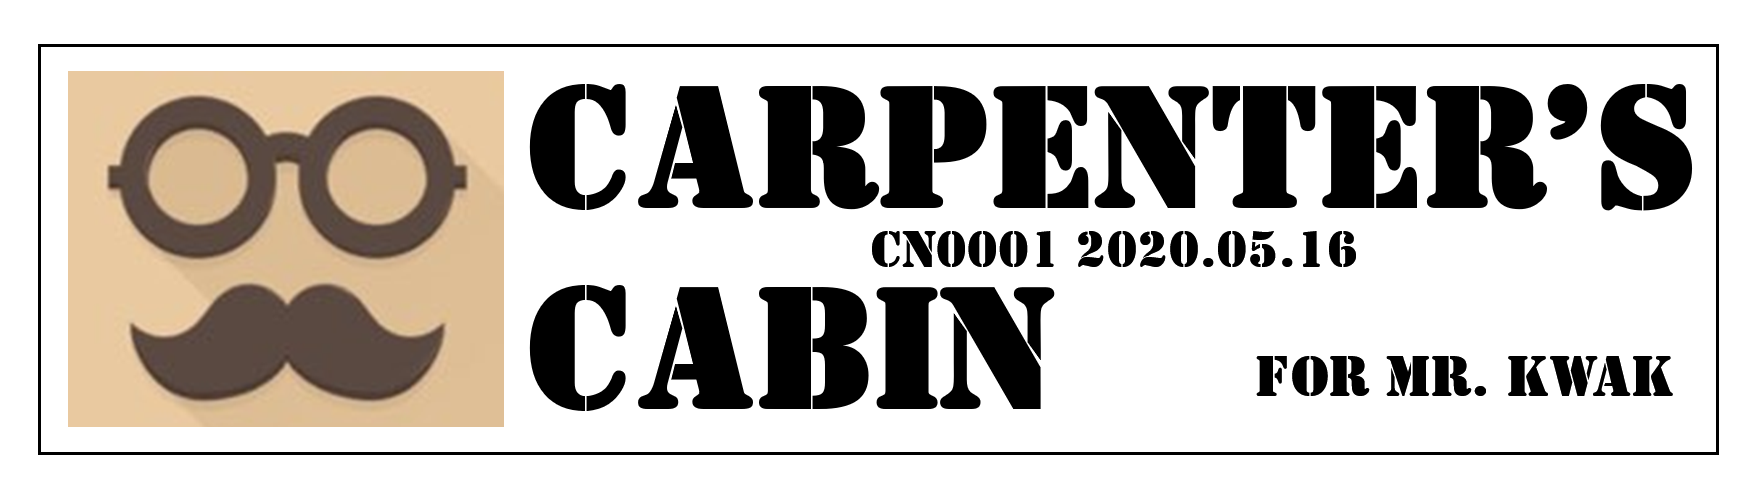 CARPENTER’S
CN0001 2020.05.16
CABIN
FOR MR. KWAK